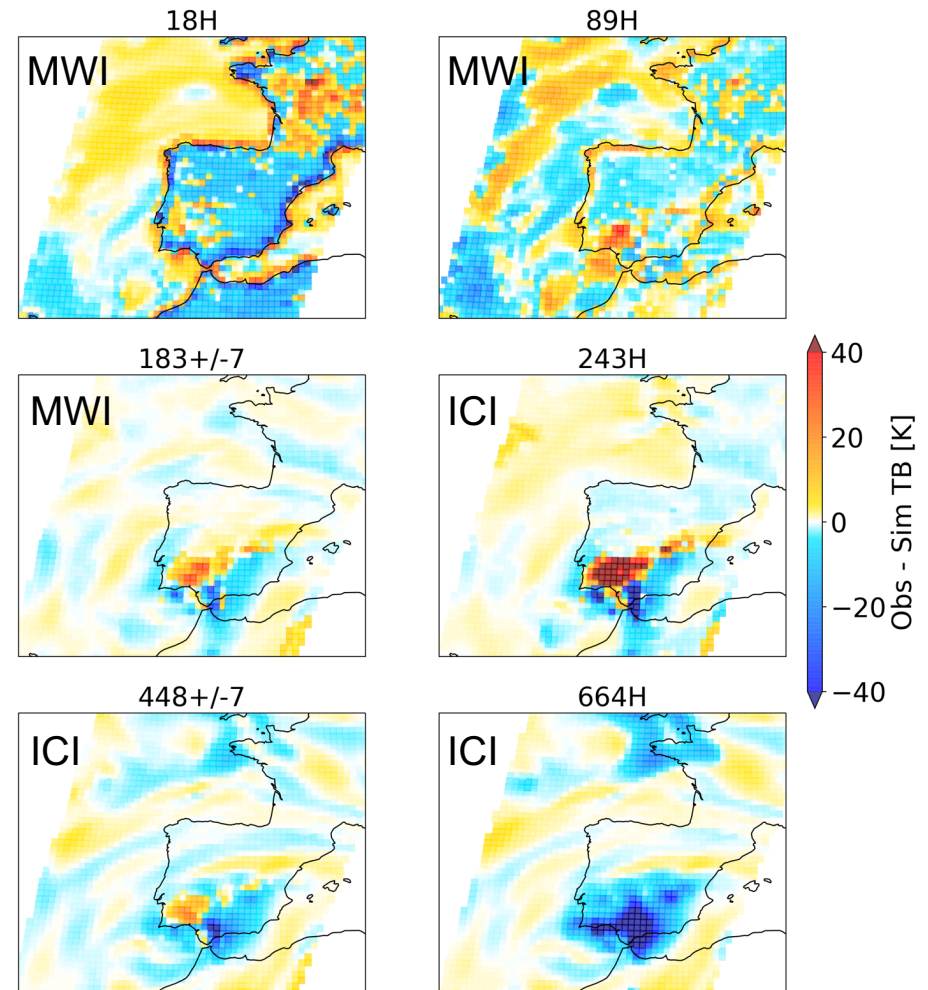 18H
89H
MWI
MWI
183+/-7
243H
MWI
ICI
40
20
0
−20
−40
Obs - Sim TB [K]
448+/-7
664H
ICI
ICI